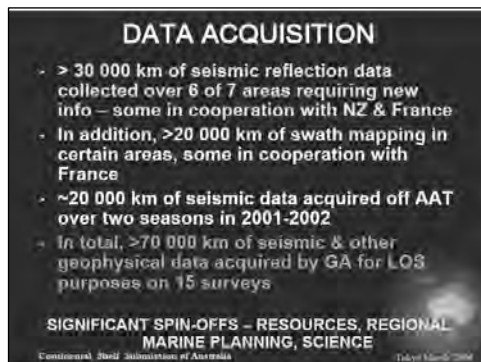 DATA ACQUISITION
- > 30 000 km of seismic reflection data
collected over 6 of 7 areas requiring new
info – some in cooperation with NZ & France
- In addition, >20 000 km of swath mapping in
certain areas, some in cooperation with
France
- ~20 000 km of seismic data acquired off AAT
over two seasons in 2001-2002
- In total, >70 000 km of seismic & other
geophysical data acquired by GA for LOS
purposes on 15 surveys
SIGNIFICANT SPIN-OFFS – RESOURCES, REGIONAL
MARINE PLANNING, SCIENCE
Continental Shelf Submission of Australia
Tokyo March